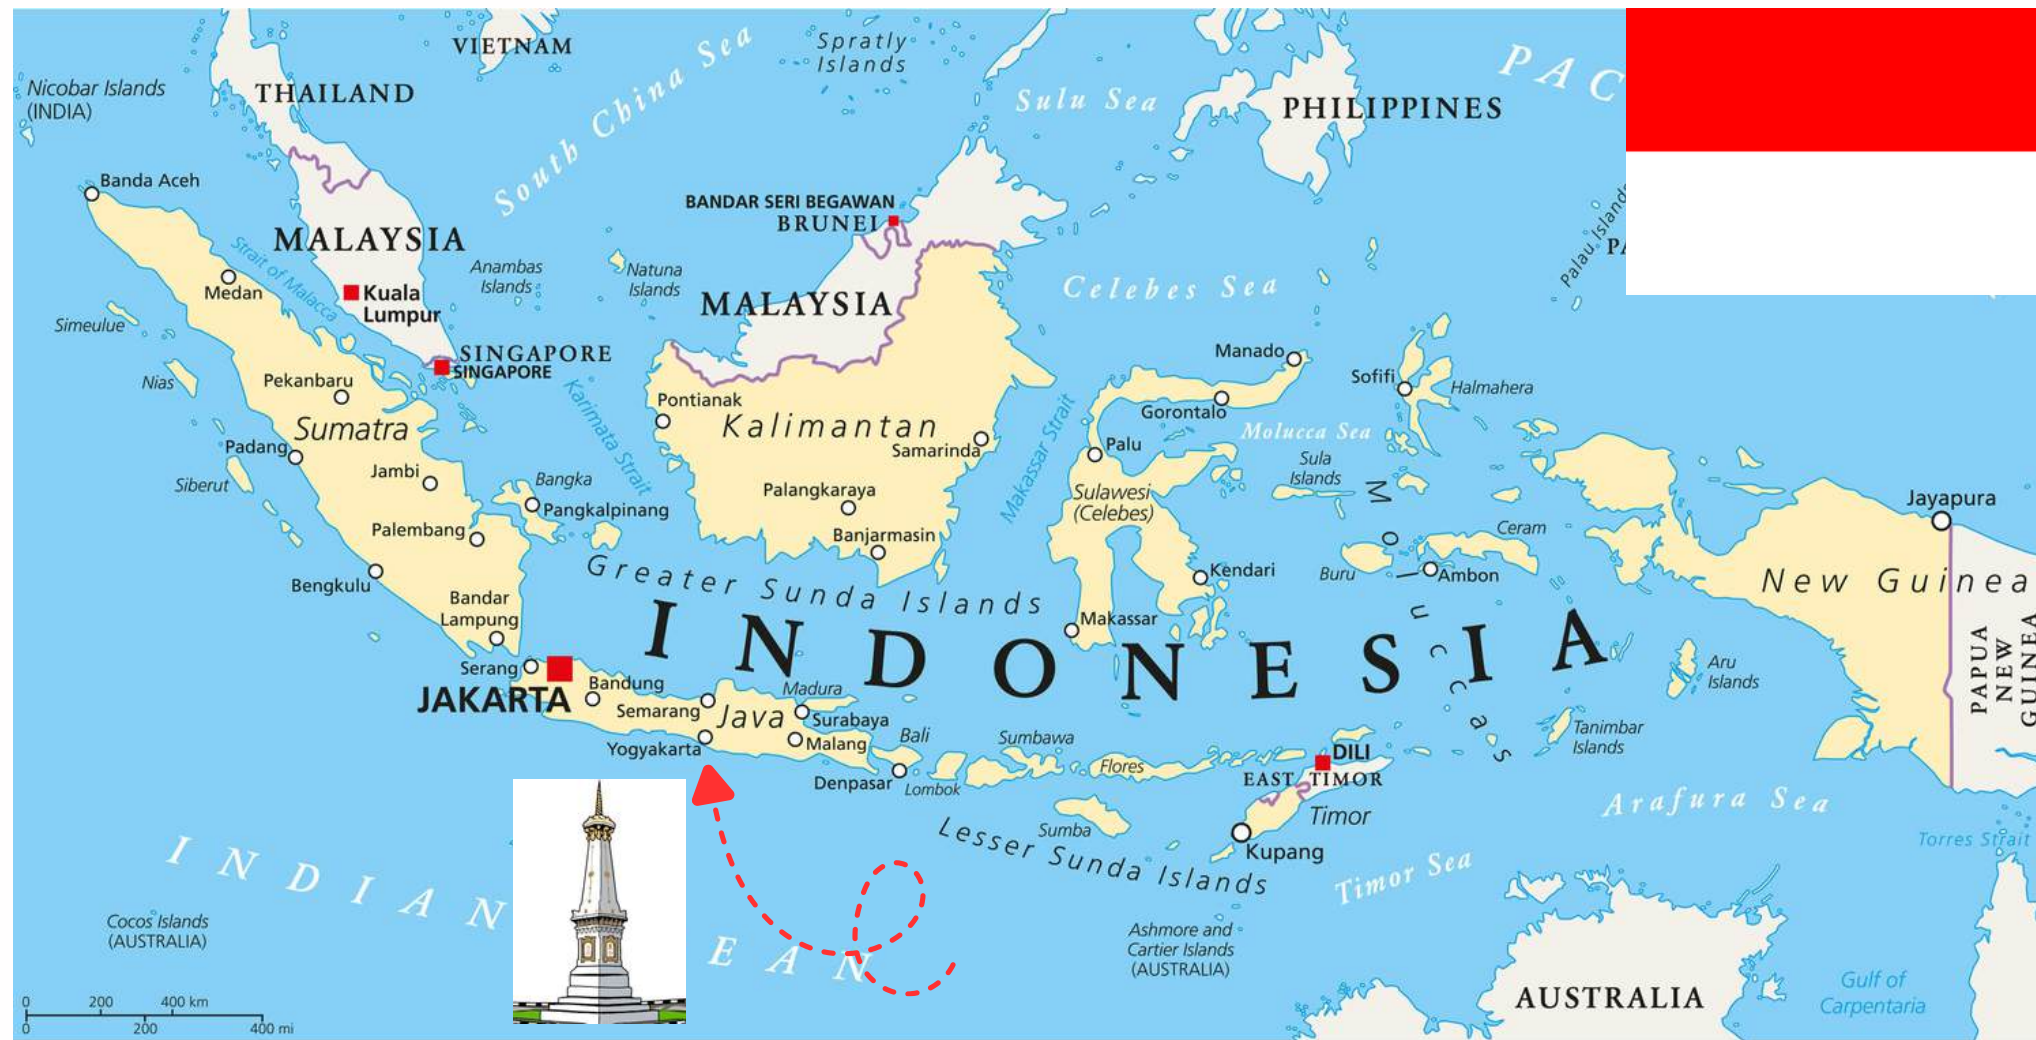 VIETNAM
South China Sea
Spratly
Islands
Sulu Sea
PHILIPPINES
PAC
Nicobar Islands
(INDIA)
THAILAND
Banda Aceh
MALAYSIA
Strait of Malacca
Medan
Kuala
Lumpur
Anambas
Islands
Natuna
Islands
BANDAR SERI BEGAWAN
BRUNEI
MALAYSIA
Celebes Sea
Palau Islands
PA
Simeulue
SINGAPORE
SINGAPORE
Nias
Pekanbaru
Sumatra
Padang
Jambi
Siberut
Karimata Strait
Bangka
Pangkalpinang
Palembang
Bengkulu
Bandar
Lampung
Pontianak
Kalimantan
Samarinda
Palangkaraya
Banjarmasin
Makassar Strait
Manado
Gorontalo
Palu
Sulawesi
(Celebes)
Kendari
Makassar
Sofifi
Halmahera
Molucca Sea
Sula
Islands
Moluccas
Ceram
Buru
Ambon
Jayapura
New Guinea
PAPUA
NEW
GUINEA
Greater Sunda Islands
INDONESIA
Serang
JAKARTA
Bandung
Semarang
Java
Madura
Surabaya
Yogyakarta
Malang
Bali
Denpasar
Lombok
Sumbawa
Flores
DILI
EAST TIMOR
Timor
Sumba
Kupang
Lesser Sunda Islands
Aru
Islands
Tanimbar
Islands
Arafura Sea
Timor Sea
Torres Strait
INDIAN
EAN
Cocos Islands
(AUSTRALIA)
Ashmore and
Cartier Islands
(AUSTRALIA)
AUSTRALIA
Gulf of
Carpentaria
0 200 400 km
0 200 400 mi